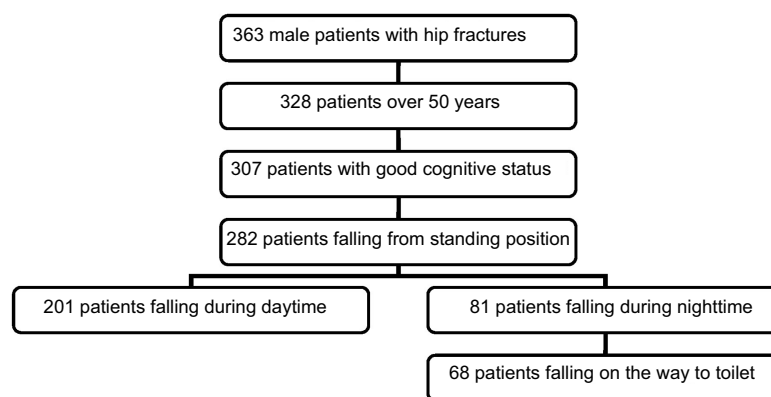 363 male patients with hip fractures
328 patients over 50 years
307 patients with good cognitive status
282 patients falling from standing position
201 patients falling during daytime
81 patients falling during nighttime
68 patients falling on the way to toilet